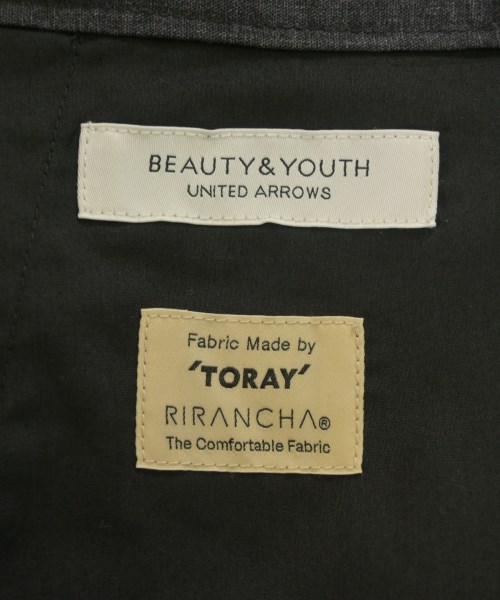 BEAUTY&YOUTH
UNITED ARROWS
Fabric Made by
'TORAY'
RIRANCHA®
The Comfortable Fabric